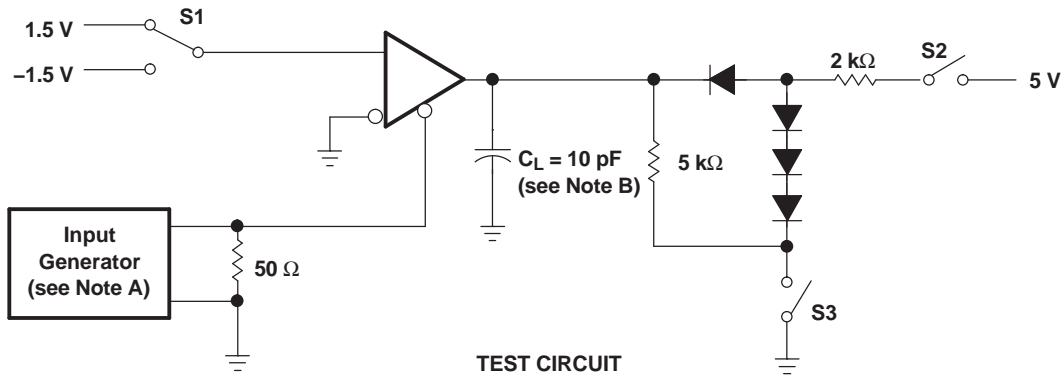 1.5 V
S1
–1.5 V
2 kΩ
S2
5 V
CL = 10 pF
(see Note B)
5 kΩ
Input
Generator
(see Note A)
50 Ω
S3
TEST CIRCUIT